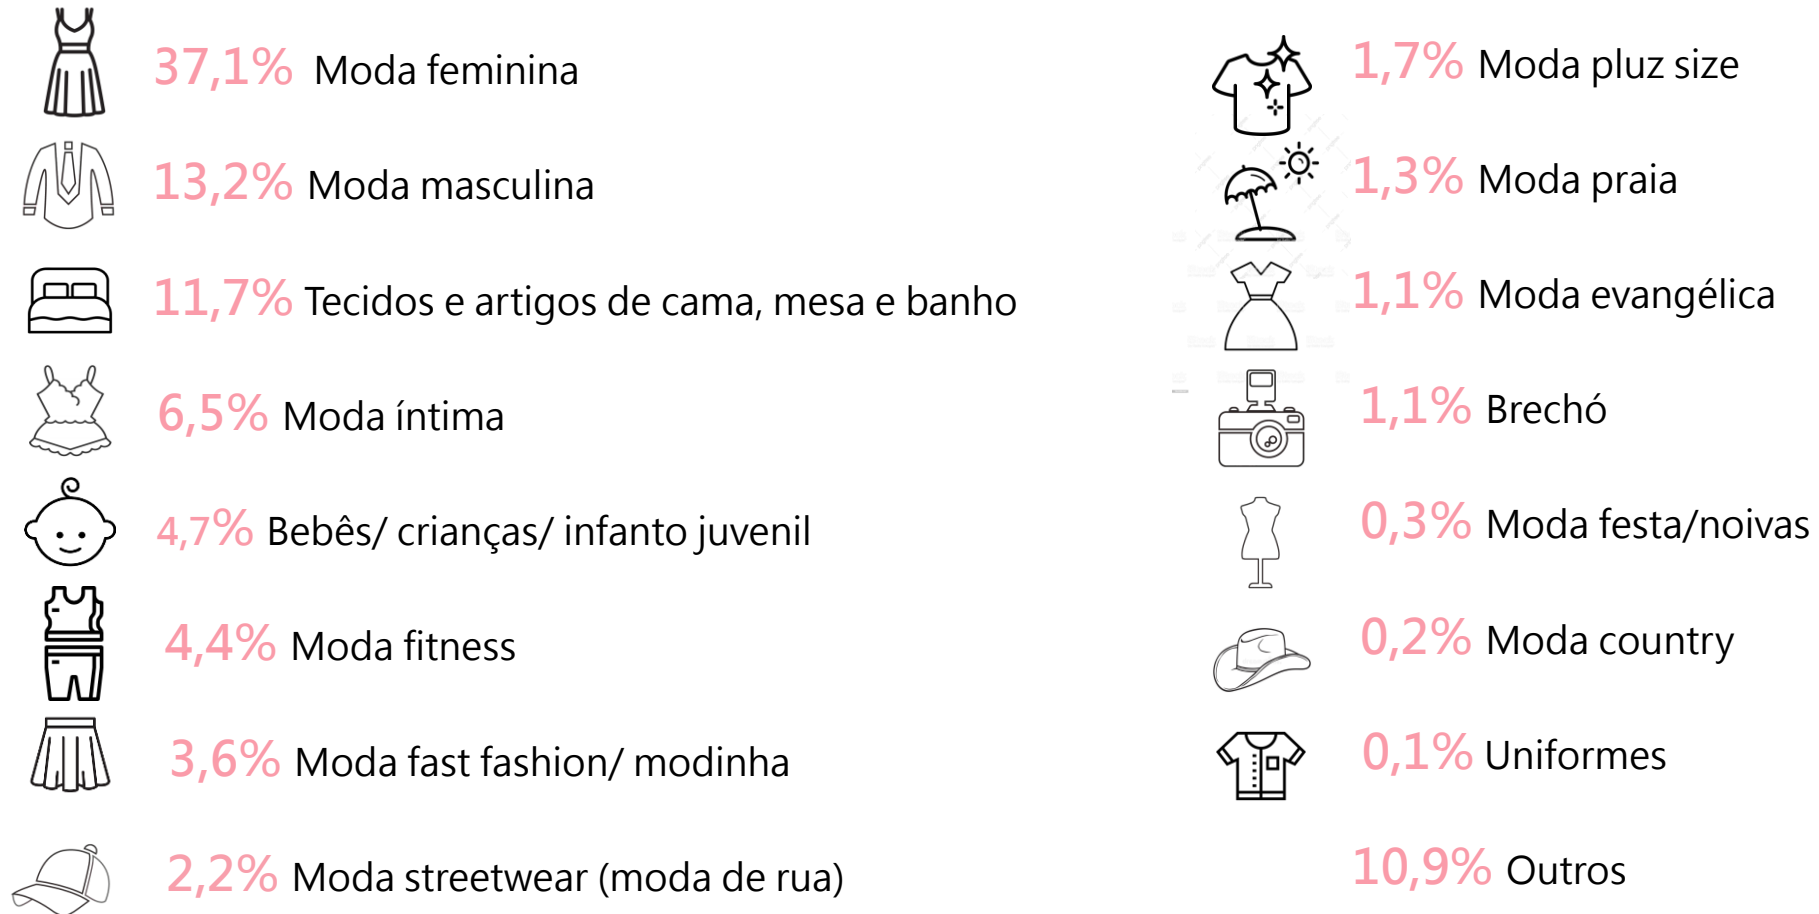 37,1% Moda feminina
13,2% Moda masculina
11,7% Tecidos e artigos de cama, mesa e banho
6,5% Moda íntima
4,7% Bebês/ crianças/ infanto juvenil
4,4% Moda fitness
3,6% Moda fast fashion/ modinha
2,2% Moda streetwear (moda de rua)
1,7% Moda pluz size
1,3% Moda praia
1,1% Moda evangélica
1,1% Brechó
0,3% Moda festa/noivas
0,2% Moda country
0,1% Uniformes
10,9% Outros